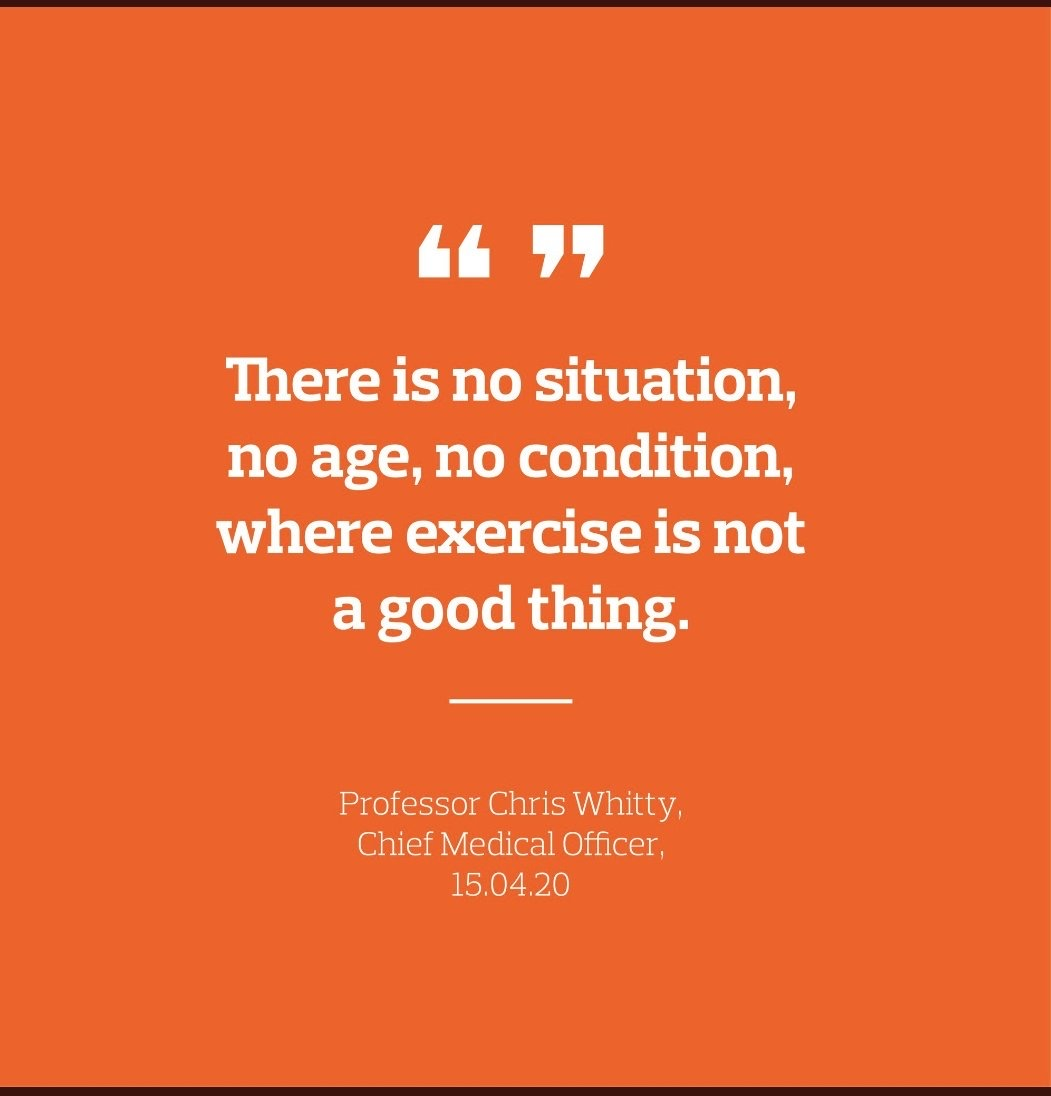 “ ”
There is no situation,
no age, no condition,
where exercise is not
a good thing.
Professor Chris Whitty,
Chief Medical Officer,
15.04.20